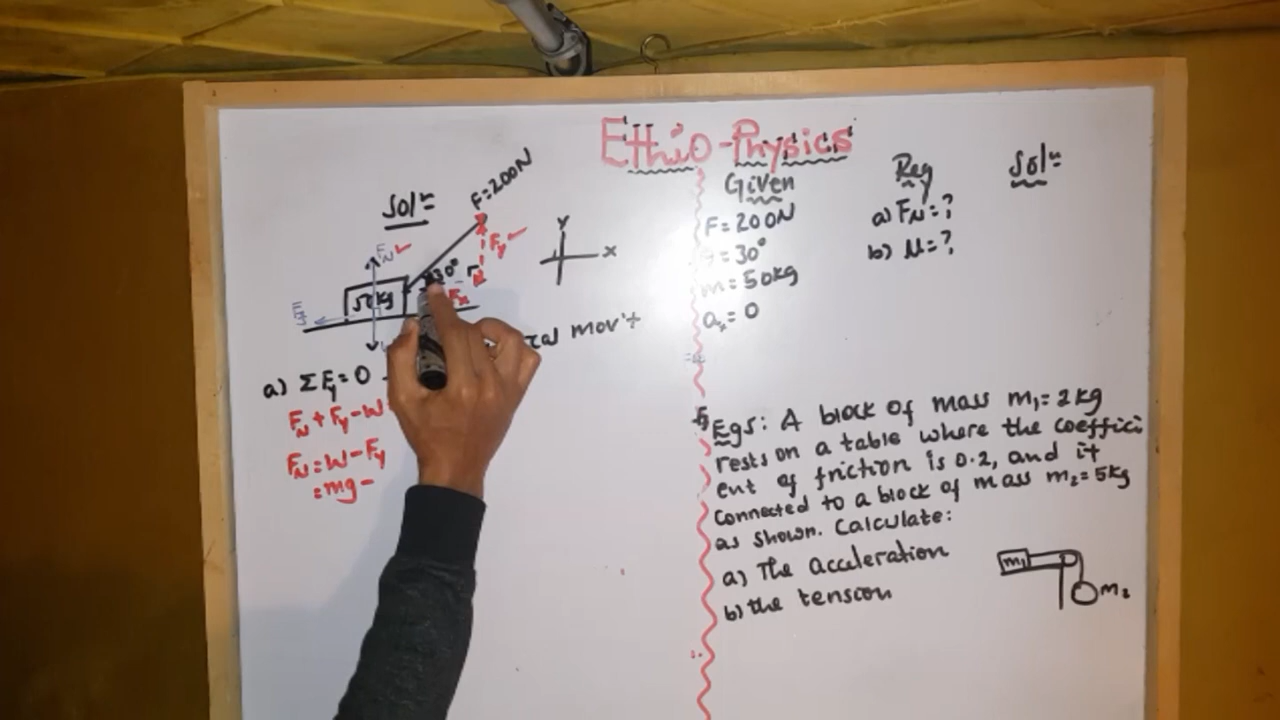 Ethio-Physics
Sol=
F=200N
FN
Fy
30°
Fx
50kg
Y
X
a) ΣFy=0
mov't
FN+Fy-W
FN=W-Fy
=mg-
Given
F=200N
=30°
m=50kg
ax=0
Req
a) FN=?
b) μ=?
Sol=
Eg5: A block of mass m1=2kg
rests on a table where the coeffici
ent of friction is 0.2, and it
connected to a block of mass m2=5kg
as shown. Calculate:
a) The acceleration
b) the tension
m1
m2